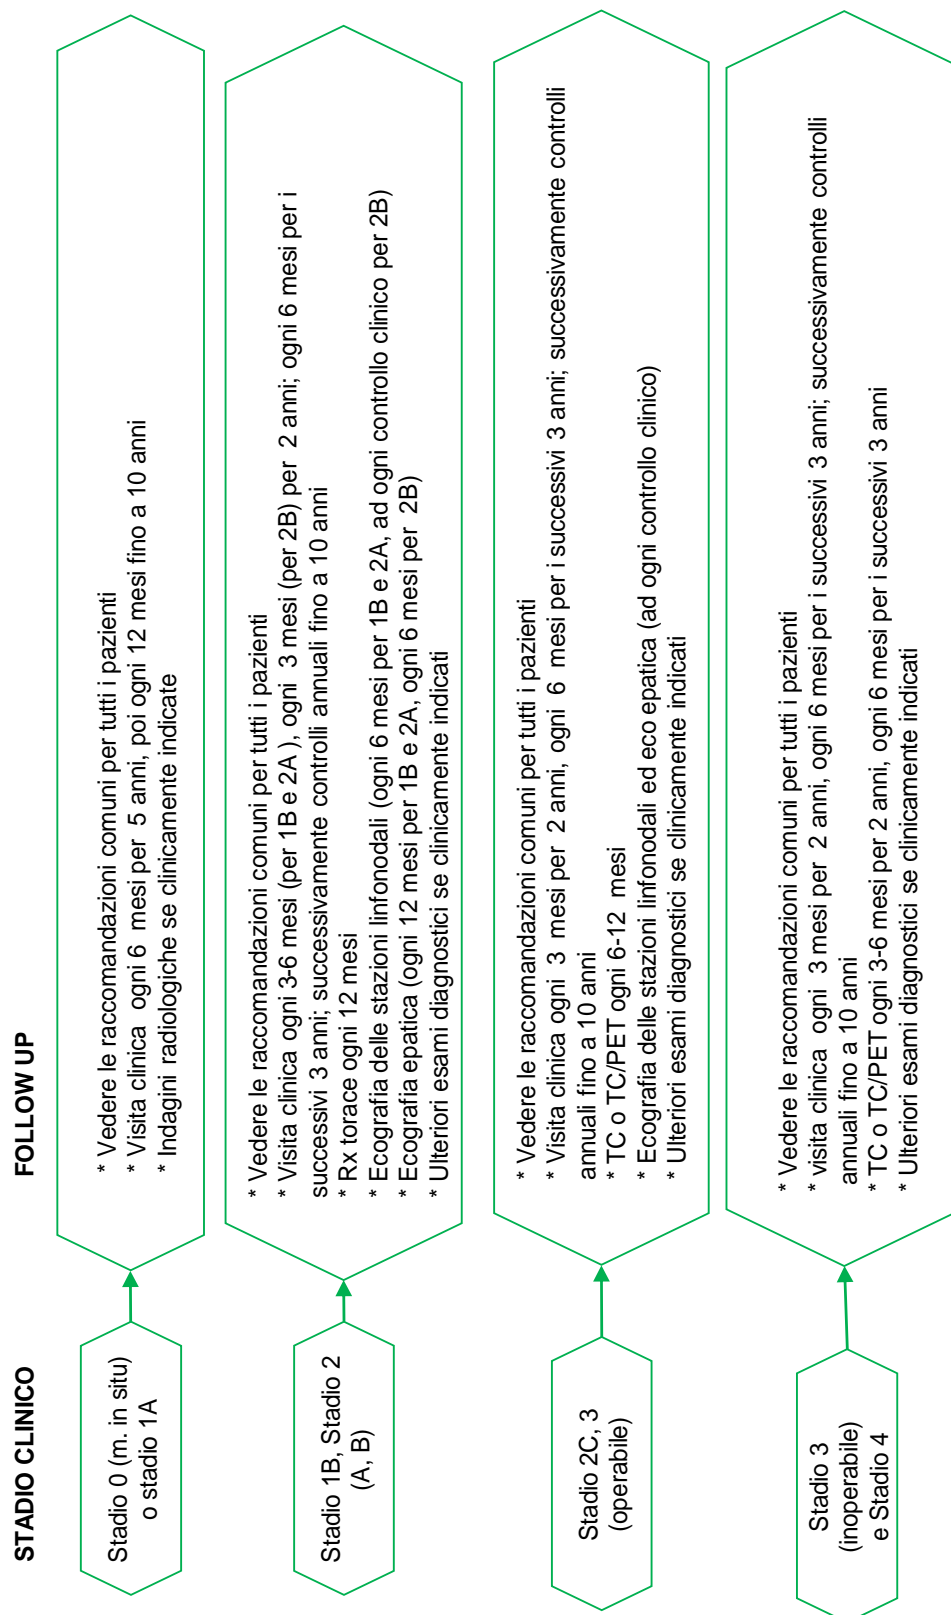 STADIO CLINICO
FOLLOW UP
Stadio 0 (m. in situ)
o stadio 1A
* Vedere le raccomandazioni comuni per tutti i pazienti
* Visita clinica ogni 6 mesi per 5 anni, poi ogni 12 mesi fino a 10 anni
* Indagini radiologiche se clinicamente indicate
Stadio 1B, Stadio 2
(A, B)
* Vedere le raccomandazioni comuni per tutti i pazienti
* Visita clinica ogni 3-6 mesi (per 1B e 2A ), ogni 3 mesi (per 2B) per 2 anni; ogni 6 mesi per i
successivi 3 anni; successivamente controlli annuali fino a 10 anni
* Rx torace ogni 12 mesi
* Ecografia delle stazioni linfonodali (ogni 6 mesi per 1B e 2A, ad ogni controllo clinico per 2B)
* Ecografia epatica (ogni 12 mesi per 1B e 2A, ogni 6 mesi per 2B)
* Ulteriori esami diagnostici se clinicamente indicati
Stadio 2C, 3
(operabile)
* Vedere le raccomandazioni comuni per tutti i pazienti
* Visita clinica ogni 3 mesi per 2 anni, ogni 6 mesi per i successivi 3 anni; successivamente controlli
annuali fino a 10 anni
* TC o TC/PET ogni 6-12 mesi
* Ecografia delle stazioni linfonodali ed eco epatica (ad ogni controllo clinico)
* Ulteriori esami diagnostici se clinicamente indicati
Stadio 3
(inoperabile)
e Stadio 4
* Vedere le raccomandazioni comuni per tutti i pazienti
* visita clinica ogni 3 mesi per 2 anni, ogni 6 mesi per i successivi 3 anni; successivamente controlli
annuali fino a 10 anni
* TC o TC/PET ogni 3-6 mesi per 2 anni, ogni 6 mesi per i successivi 3 anni
* Ulteriori esami diagnostici se clinicamente indicati